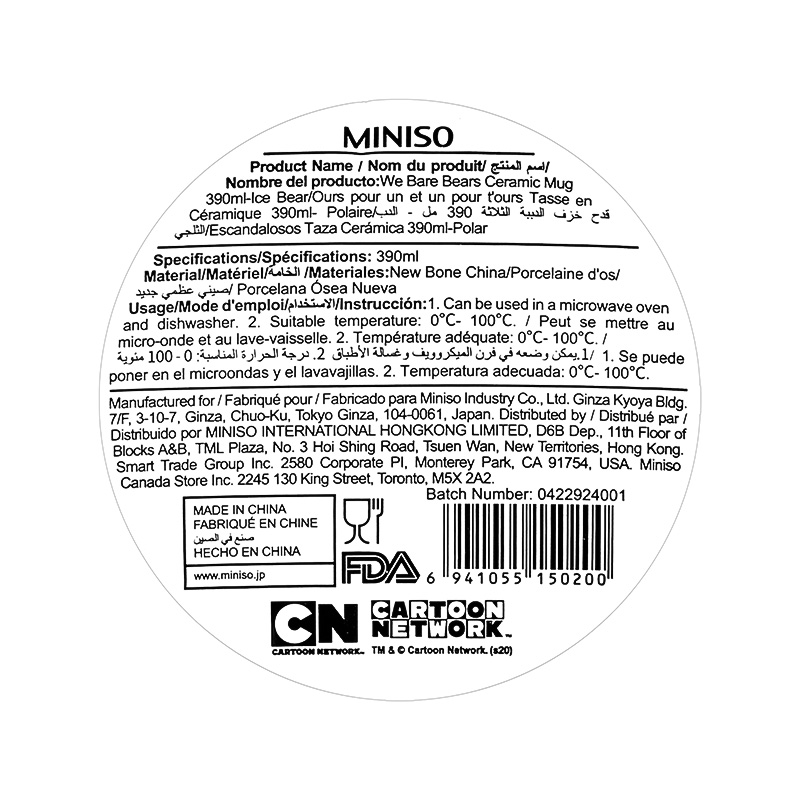 MINISO
Product Name / Nom du produit/ اسم المنتج/
Nombre del producto:We Bare Bears Ceramic Mug
390ml-Ice Bear/Ours pour un et un pour t'ours Tasse en
Céramique 390ml- Polaire/قدح خزف الدببة الثلاثة 390 مل - الدب
الثلجي/Escandalosos Taza Cerámica 390ml-Polar
Specifications/Spécifications: 390ml
Material/Matériel/الخامة /Materiales:New Bone China/Porcelaine d'os/
صيني عظمي جديد/ Porcelana Ósea Nueva
Usage/Mode d'emploi/الاستخدام/Instrucción:1. Can be used in a microwave oven
and dishwasher. 2. Suitable temperature: 0°C- 100°C. / Peut se mettre au
micro-onde et au lave-vaisselle. 2. Température adéquate: 0°C- 100°C. /
1.يمكن وضعه في فرن الميكروويف وغسالة الأطباق 2. درجة الحرارة المناسبة: 0 - 100 مئوية / 1. Se puede
poner en el microondas y el lavavajillas. 2. Temperatura adecuada: 0°C- 100°C.
Manufactured for / Fabriqué pour / Fabricado para Miniso Industry Co., Ltd. Ginza Kyoya Bldg.
7/F, 3-10-7, Ginza, Chuo-Ku, Tokyo Ginza, 104-0061, Japan. Distributed by / Distribué par /
Distribuido por MINISO INTERNATIONAL HONGKONG LIMITED, D6B Dep., 11th Floor of
Blocks A&B, TML Plaza, No. 3 Hoi Shing Road, Tsuen Wan, New Territories, Hong Kong.
Smart Trade Group Inc. 2580 Corporate Pl, Monterey Park, CA 91754, USA. Miniso
Canada Store Inc. 2245 130 King Street, Toronto, M5X 2A2.
Batch Number: 0422924001
MADE IN CHINA
FABRIQUÉ EN CHINE
صنع في الصين
HECHO EN CHINA
www.miniso.jp
FDA
6 941055 150200
CN
CARTOON NETWORK™
CARTOON
NETWORK™
TM & © Cartoon Network. (s20)